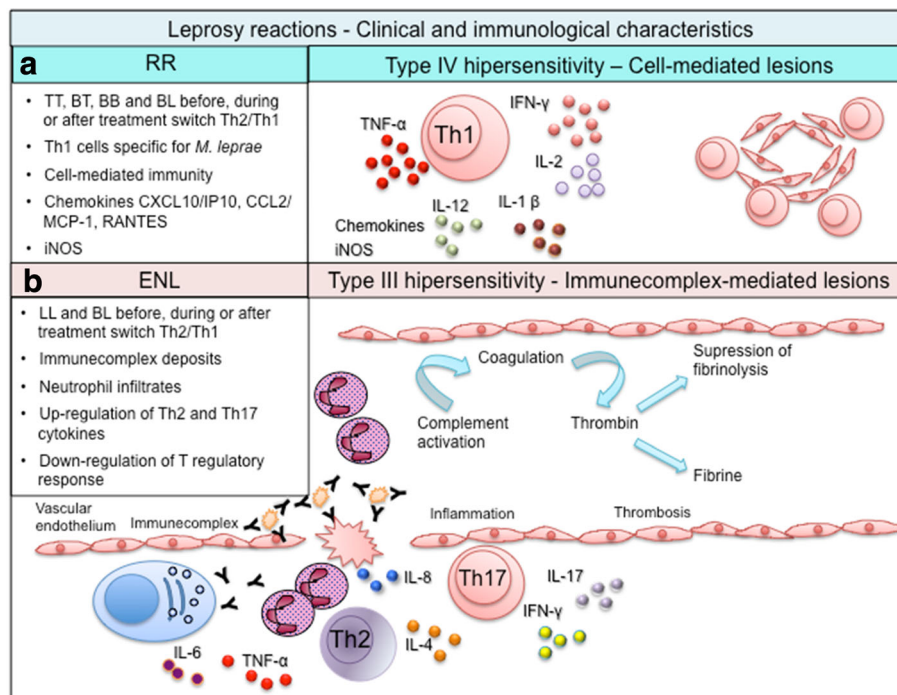 Leprosy reactions - Clinical and immunological characteristics
a
RR
Type IV hipersensitivity – Cell-mediated lesions
• TT, BT, BB and BL before, during
or after treatment switch Th2/Th1
• Th1 cells specific for M. leprae
• Cell-mediated immunity
• Chemokines CXCL10/IP10, CCL2/
MCP-1, RANTES
• iNOS
TNF-α
Th1
IFN-γ
IL-2
IL-12
IL-1 β
Chemokines
iNOS
b
ENL
Type III hipersensitivity - Immunecomplex-mediated lesions
• LL and BL before, during or after
treatment switch Th2/Th1
• Immunecomplex deposits
• Neutrophil infiltrates
• Up-regulation of Th2 and Th17
cytokines
• Down-regulation of T regulatory
response
Coagulation
Supression of
fibrinolysis
Complement
activation
Thrombin
Fibrine
Vascular
endothelium
Immunecomplex
Inflammation
Thrombosis
IL-8
Th17
IL-17
IFN-γ
Th2
IL-4
IL-6
TNF-α